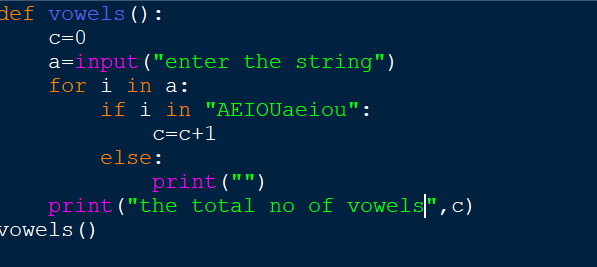 def vowels():
    c=0
    a=input("enter the string")
    for i in a:
        if i in "AEIOUaeiou":
            c=c+1
        else:
            print("")
    print("the total no of vowels",c)
vowels()